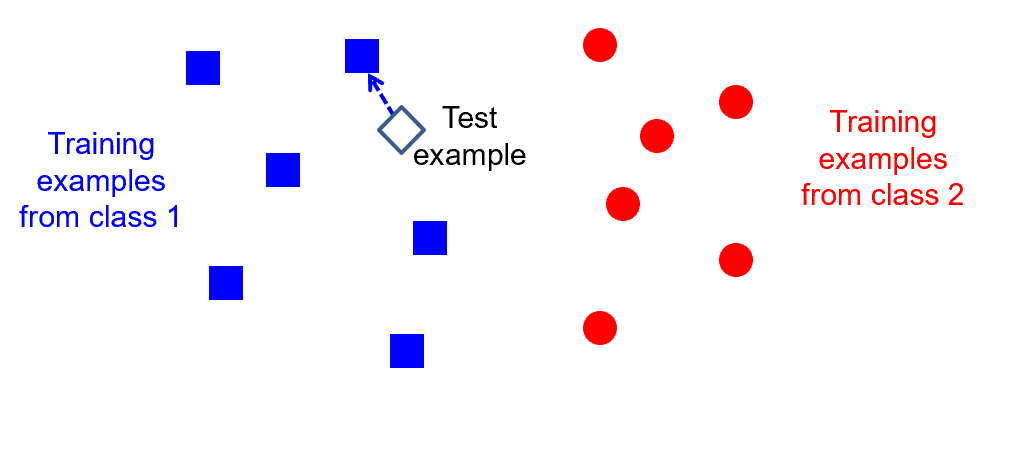 Training
examples
from class 1
Test
example
Training
examples
from class 2